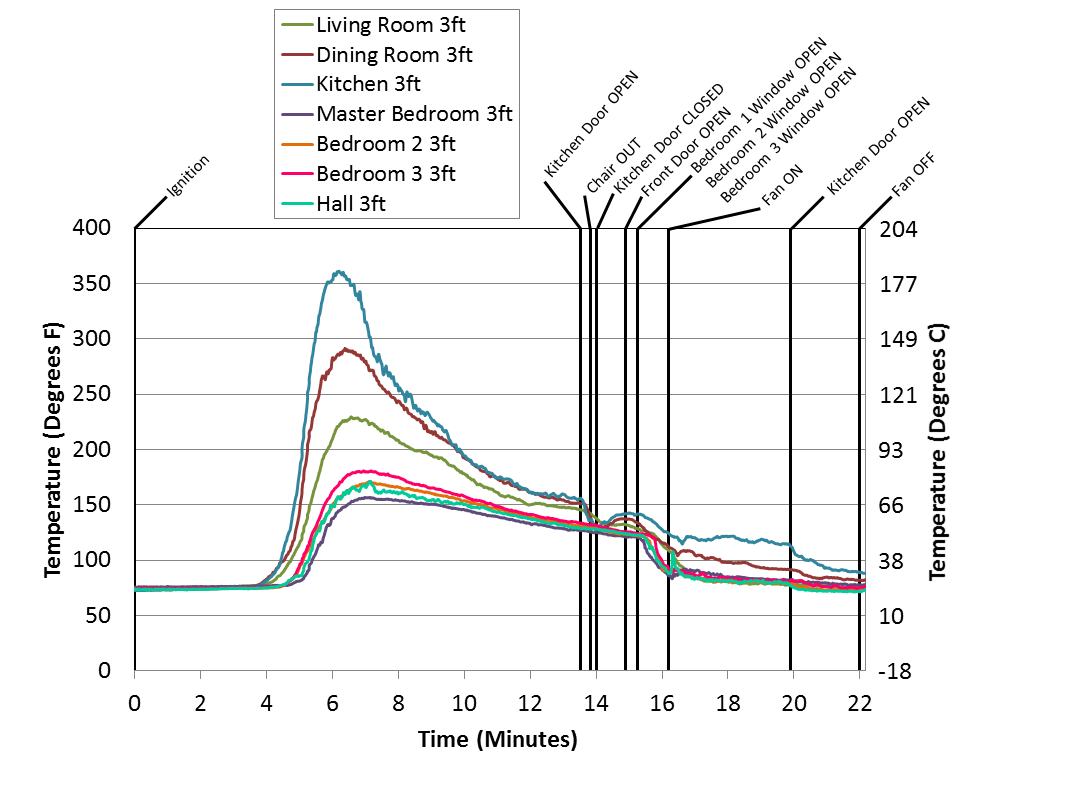 Living Room 3ft
Dining Room 3ft
Kitchen 3ft
Master Bedroom 3ft
Bedroom 2 3ft
Bedroom 3 3ft
Hall 3ft
Ignition
Kitchen Door OPEN
Chair OUT
Kitchen Door CLOSED
Front Door OPEN
Bedroom 1 Window OPEN
Bedroom 2 Window OPEN
Bedroom 3 Window OPEN
Fan ON
Kitchen Door OPEN
Fan OFF
Temperature (Degrees F)
400
350
300
250
200
150
100
50
0
204
177
149
121
93
66
38
10
-18
Temperature (Degrees C)
0 2 4 6 8 10 12 14 16 18 20 22
Time (Minutes)